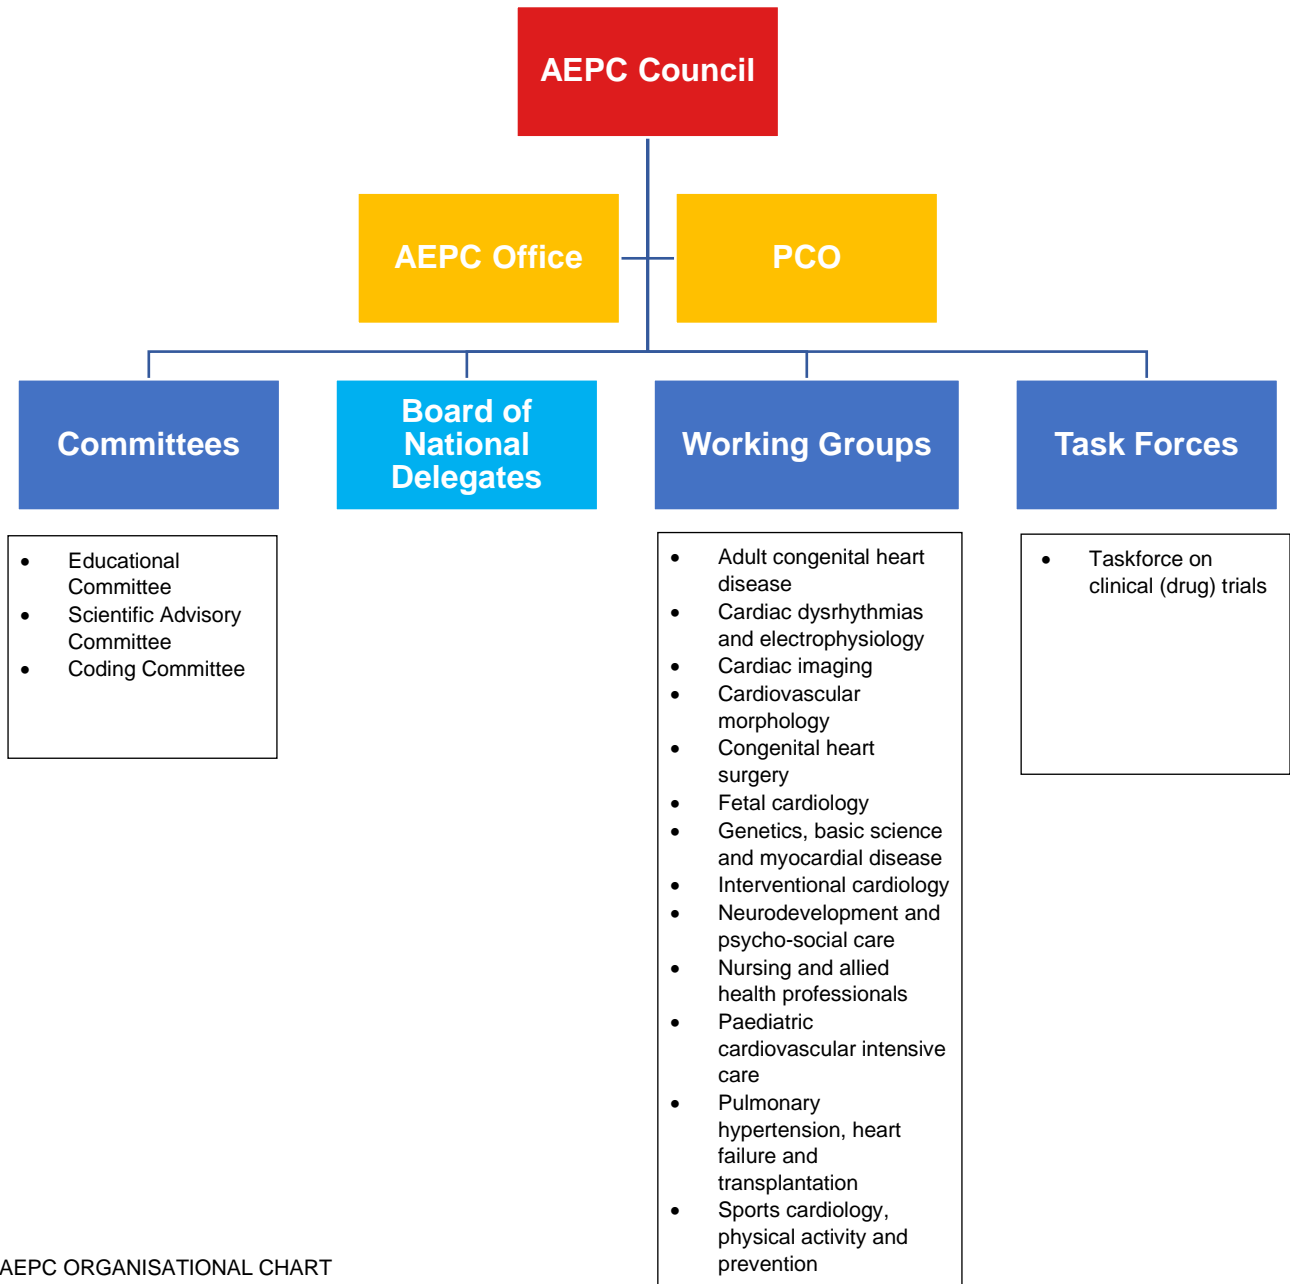 AEPC Council
AEPC Office
PCO
Committees
Board of
National
Delegates
Working Groups
Task Forces
• Educational
Committee
• Scientific Advisory
Committee
• Coding Committee
• Adult congenital heart
disease
• Cardiac dysrhythmias
and electrophysiology
• Cardiac imaging
• Cardiovascular
morphology
• Congenital heart
surgery
• Fetal cardiology
• Genetics, basic science
and myocardial disease
• Interventional cardiology
• Neurodevelopment and
psycho-social care
• Nursing and allied
health professionals
• Paediatric
cardiovascular intensive
care
• Pulmonary
hypertension, heart
failure and
transplantation
• Sports cardiology,
physical activity and
prevention
• Taskforce on
clinical (drug) trials
AEPC ORGANISATIONAL CHART